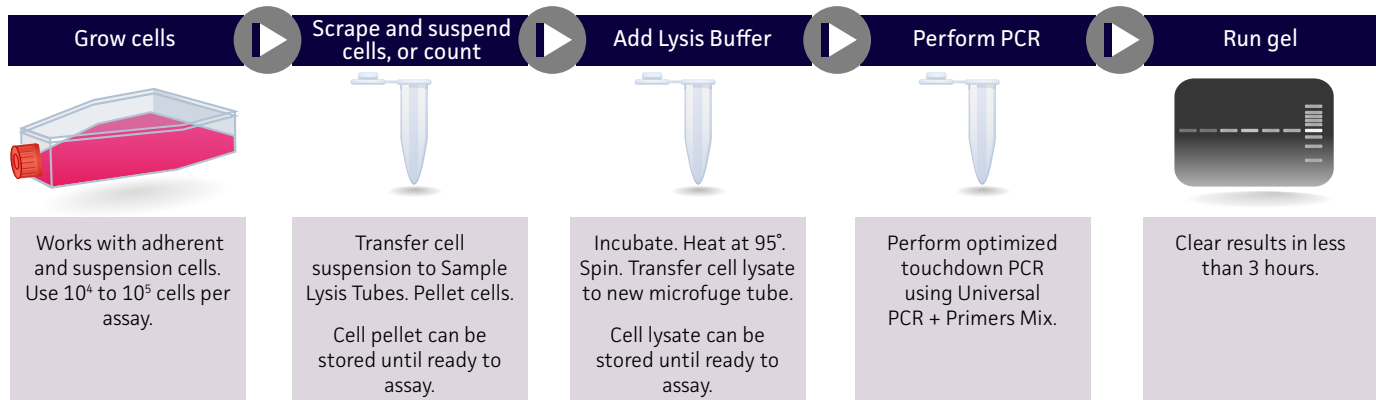 Grow cells
Scrape and suspend
cells, or count
Add Lysis Buffer
Perform PCR
Run gel
Works with adherent
and suspension cells.
Use 10⁴ to 10⁵ cells per
assay.
Transfer cell
suspension to Sample
Lysis Tubes. Pellet cells.
Cell pellet can be
stored until ready to
assay.
Incubate. Heat at 95°.
Spin. Transfer cell lysate
to new microfuge tube.
Cell lysate can be
stored until ready to
assay.
Perform optimized
touchdown PCR
using Universal
PCR + Primers Mix.
Clear results in less
than 3 hours.